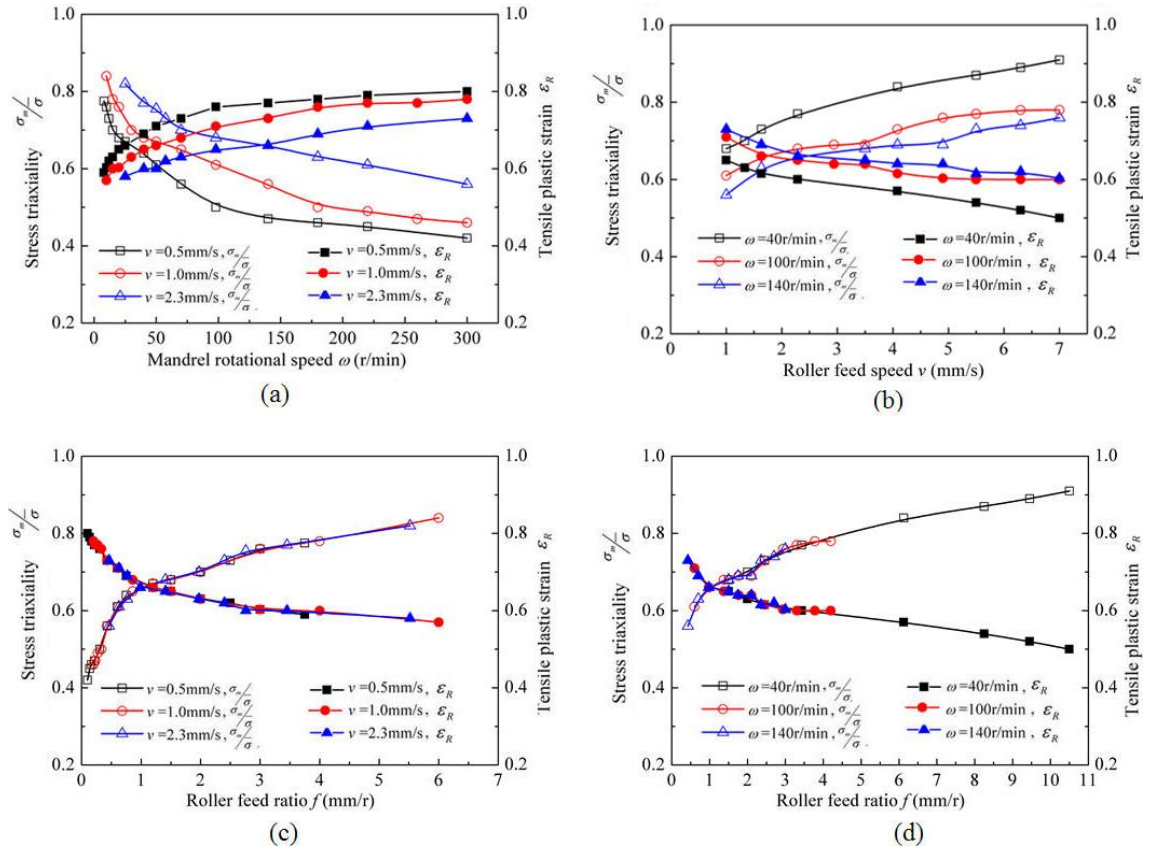 1.0
1.0
0.8
0.8
0.6
0.6
0.4
0.4
0.2
0.2
Stress triaxiality σm/σ̄
Tensile plastic strain εR
v=0.5mm/s, σm/σ̄
v=0.5mm/s, εR
v=1.0mm/s, σm/σ̄
v=1.0mm/s, εR
v=2.3mm/s, σm/σ̄
v=2.3mm/s, εR
0 50 100 150 200 250 300
Mandrel rotational speed ω (r/min)
(a)
1.0
1.0
0.8
0.8
0.6
0.6
0.4
0.4
0.2
0.2
Stress triaxiality σm/σ̄
Tensile plastic strain εR
ω=40r/min, σm/σ̄
ω=40r/min, εR
ω=100r/min, σm/σ̄
ω=100r/min, εR
ω=140r/min, σm/σ̄
ω=140r/min, εR
0 1 2 3 4 5 6 7
Roller feed speed v (mm/s)
(b)
1.0
1.0
0.8
0.8
0.6
0.6
0.4
0.4
0.2
0.2
Stress triaxiality σm/σ̄
Tensile plastic strain εR
v=0.5mm/s, σm/σ̄
v=0.5mm/s, εR
v=1.0mm/s, σm/σ̄
v=1.0mm/s, εR
v=2.3mm/s, σm/σ̄
v=2.3mm/s, εR
0 1 2 3 4 5 6 7
Roller feed ratio f (mm/r)
(c)
1.0
1.0
0.8
0.8
0.6
0.6
0.4
0.4
0.2
0.2
Stress triaxiality σm/σ̄
Tensile plastic strain εR
ω=40r/min, σm/σ̄
ω=40r/min, εR
ω=100r/min, σm/σ̄
ω=100r/min, εR
ω=140r/min, σm/σ̄
ω=140r/min, εR
0 1 2 3 4 5 6 7 8 9 10 11
Roller feed ratio f (mm/r)
(d)